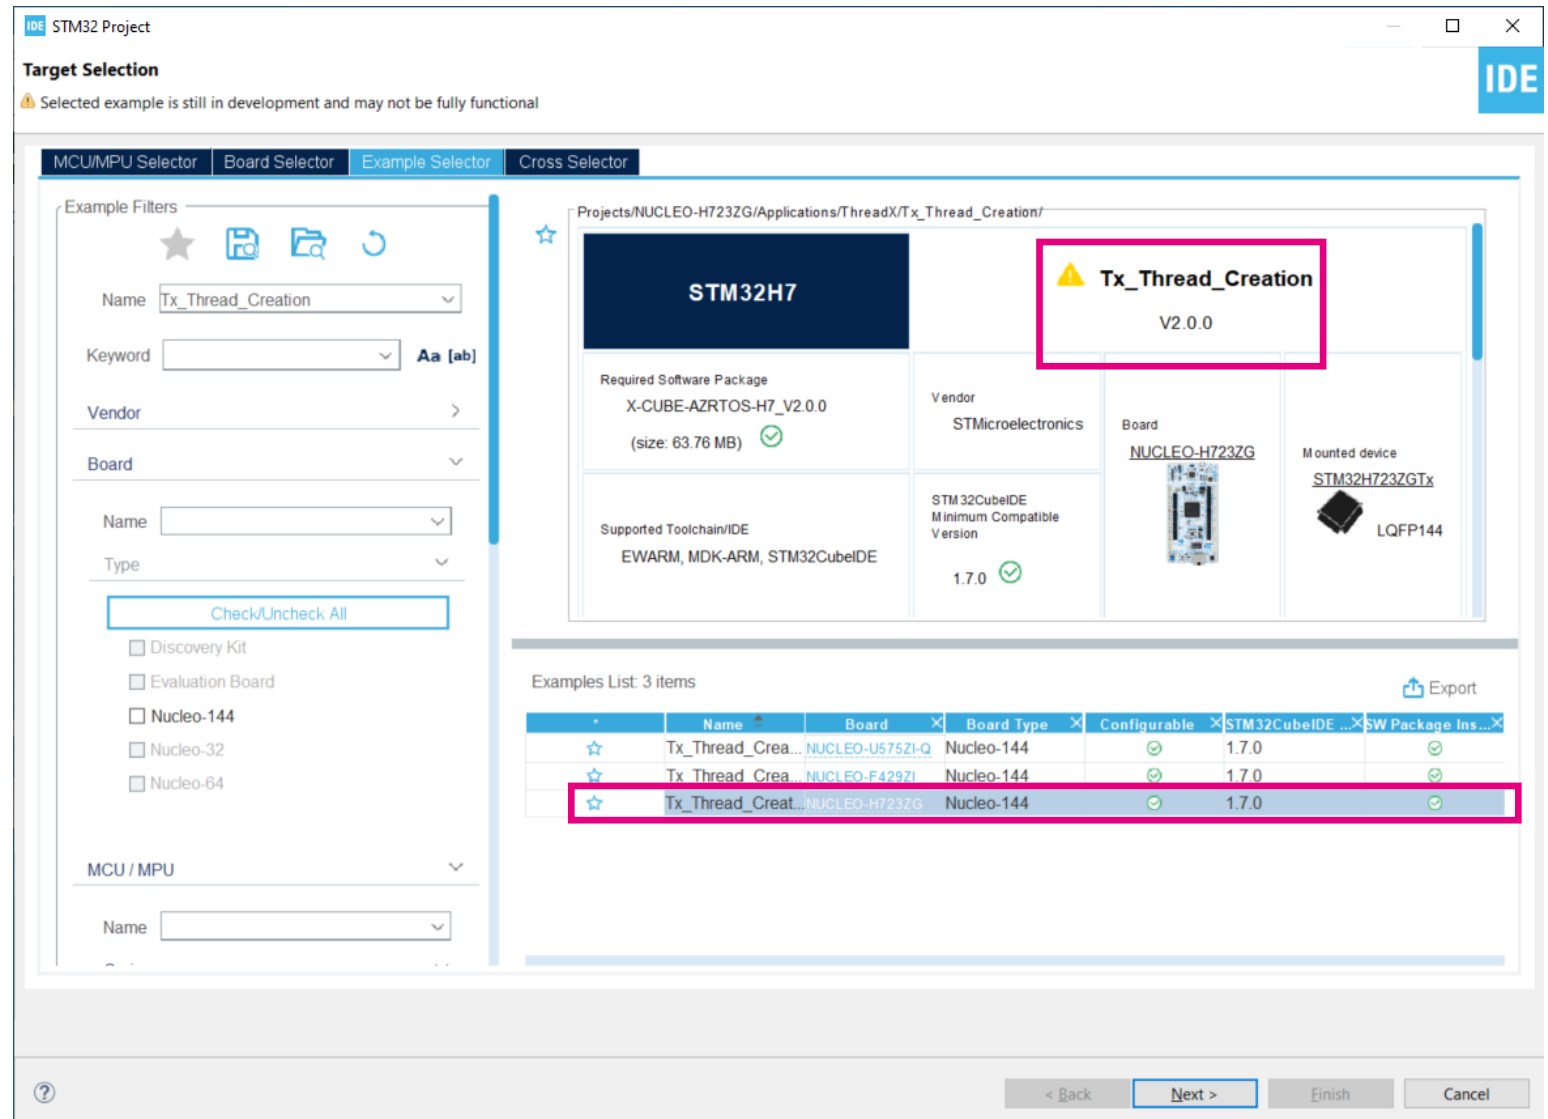 IDE STM32 Project
Target Selection
Selected example is still in development and may not be fully functional
IDE
MCU/MPU Selector Board Selector Example Selector Cross Selector
Example Filters
Name Tx_Thread_Creation
Keyword Aa [ab]
Vendor
Board
Name
Type
Check/Uncheck All
Discovery Kit
Evaluation Board
Nucleo-144
Nucleo-32
Nucleo-64
MCU / MPU
Name
Projects/NUCLEO-H723ZG/Applications/ThreadX/Tx_Thread_Creation/
STM32H7
Tx_Thread_Creation
V2.0.0
Required Software Package
X-CUBE-AZRTOS-H7_V2.0.0
(size: 63.76 MB)
Vendor
STMicroelectronics
Board
NUCLEO-H723ZG
Mounted device
STM32H723ZGTx
LQFP144
Supported Toolchain/IDE
EWARM, MDK-ARM, STM32CubeIDE
STM32CubeIDE
Minimum Compatible
Version
1.7.0
Examples List: 3 items
Export
* Name Board Board Type Configurable STM32CubeIDE ... SW Package Ins...
Tx_Thread_Crea... NUCLEO-U575ZI-Q Nucleo-144 1.7.0
Tx_Thread_Crea... NUCLEO-F429ZI Nucleo-144 1.7.0
Tx_Thread_Creat... NUCLEO-H723ZG Nucleo-144 1.7.0
< Back Next > Finish Cancel